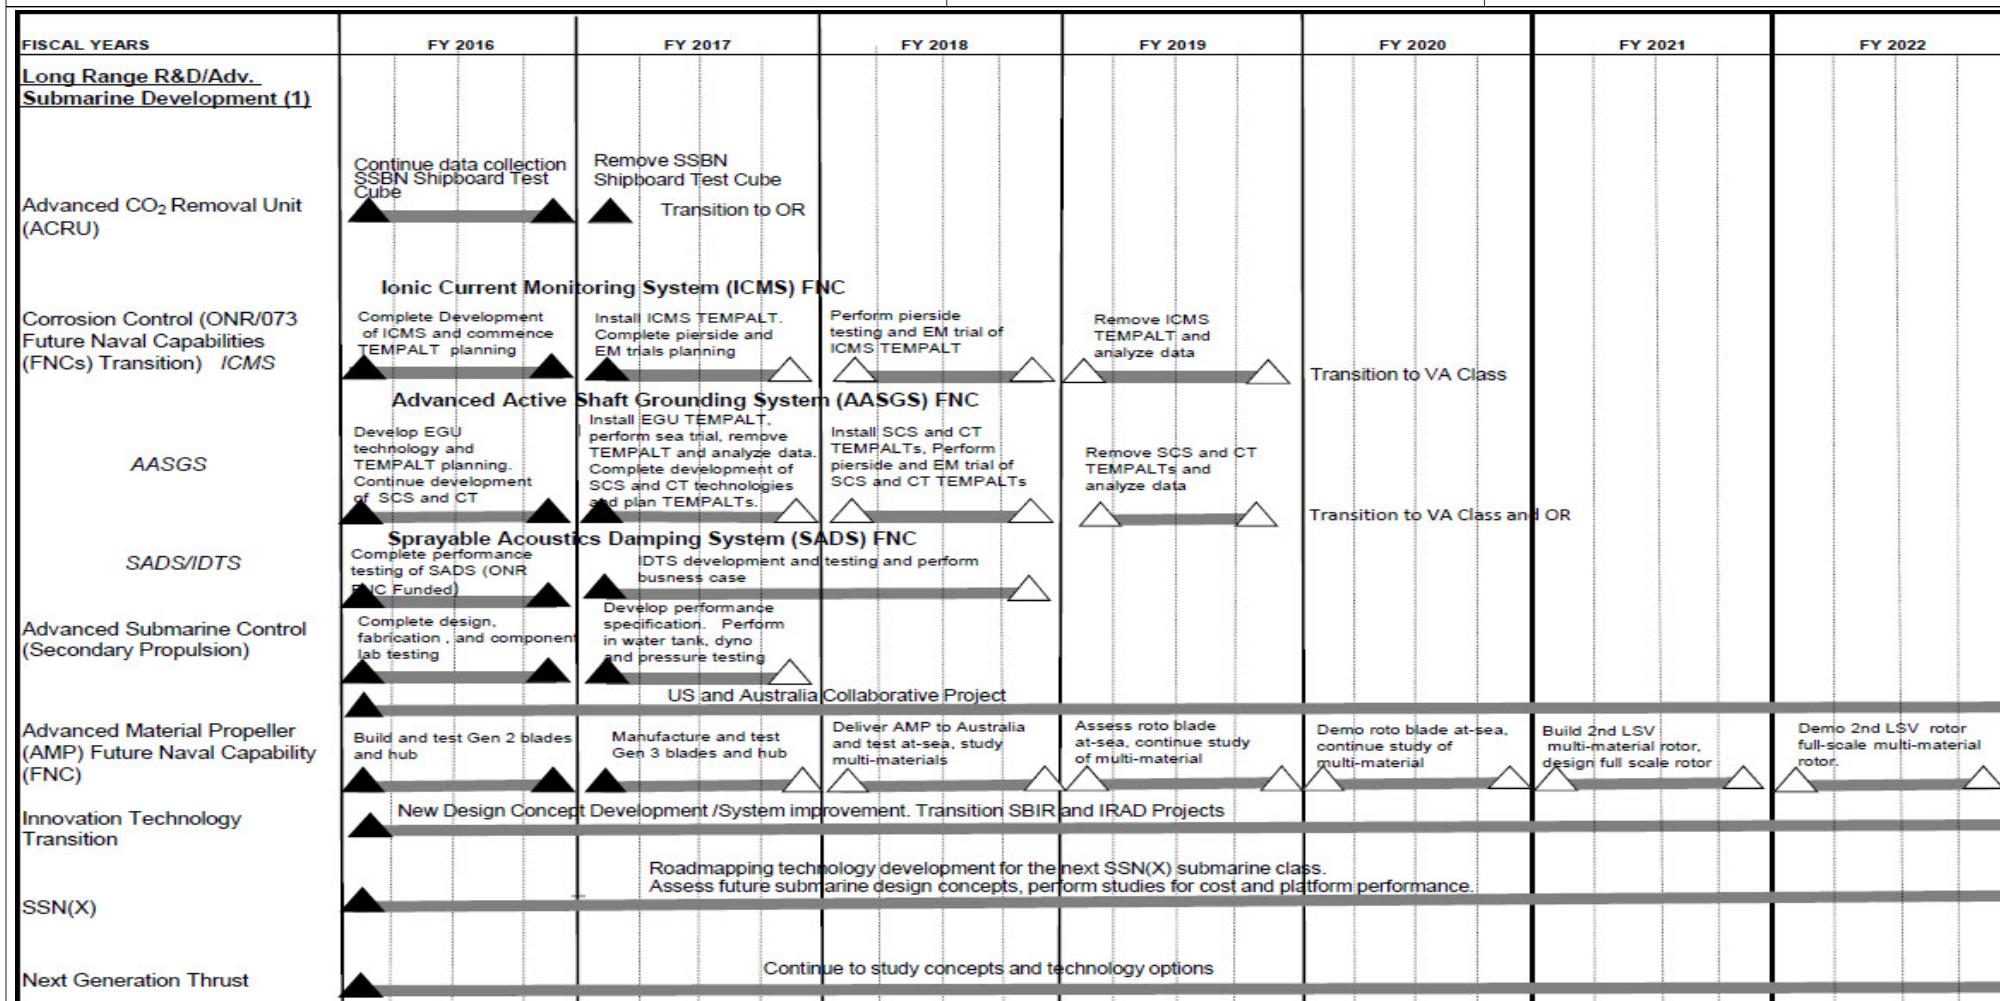 FISCAL YEARS FY 2016 FY 2017 FY 2018 FY 2019 FY 2020 FY 2021 FY 2022
Long Range R&D/Adv.
Submarine Development (1)
Advanced CO₂ Removal Unit
(ACRU)
Continue data collection
SSBN Shipboard Test
Cube
Remove SSBN
Shipboard Test Cube
Transition to OR
Ionic Current Monitoring System (ICMS) FNC
Corrosion Control (ONR/073
Future Naval Capabilities
(FNCs) Transition) ICMS
Complete Development
of ICMS and commence
TEMPALT planning
Install ICMS TEMPALT.
Complete pierside and
EM trials planning
Perform pierside
testing and EM trial of
ICMS TEMPALT
Remove ICMS
TEMPALT and
analyze data
Transition to VA Class
Advanced Active Shaft Grounding System (AASGS) FNC
AASGS
Develop EGU
technology and
TEMPALT planning.
Continue development
of SCS and CT
Install EGU TEMPALT,
perform sea trial, remove
TEMPALT and analyze data.
Complete development of
SCS and CT technologies
and plan TEMPALTs.
Install SCS and CT
TEMPALTs, Perform
pierside and EM trial of
SCS and CT TEMPALTs
Remove SCS and CT
TEMPALTs and
analyze data
Transition to VA Class and OR
Sprayable Acoustics Damping System (SADS) FNC
SADS/IDTS
Complete performance
testing of SADS (ONR
FNC Funded)
IDTS development and testing and perform
business case
Advanced Submarine Control
(Secondary Propulsion)
Complete design,
fabrication , and component
lab testing
Develop performance
specification. Perform
in water tank, dyno
and pressure testing
US and Australia Collaborative Project
Advanced Material Propeller
(AMP) Future Naval Capability
(FNC)
Build and test Gen 2 blades
and hub
Manufacture and test
Gen 3 blades and hub
Deliver AMP to Australia
and test at-sea, study
multi-materials
Assess roto blade
at-sea, continue study
of multi-material
Demo roto blade at-sea,
continue study of
multi-material
Build 2nd LSV
multi-material rotor,
design full scale rotor
Demo 2nd LSV rotor
full-scale multi-material
rotor.
Innovation Technology
Transition
New Design Concept Development /System improvement. Transition SBIR and IRAD Projects
SSN(X)
Roadmapping technology development for the next SSN(X) submarine class.
Assess future submarine design concepts, perform studies for cost and platform performance.
Next Generation Thrust
Continue to study concepts and technology options